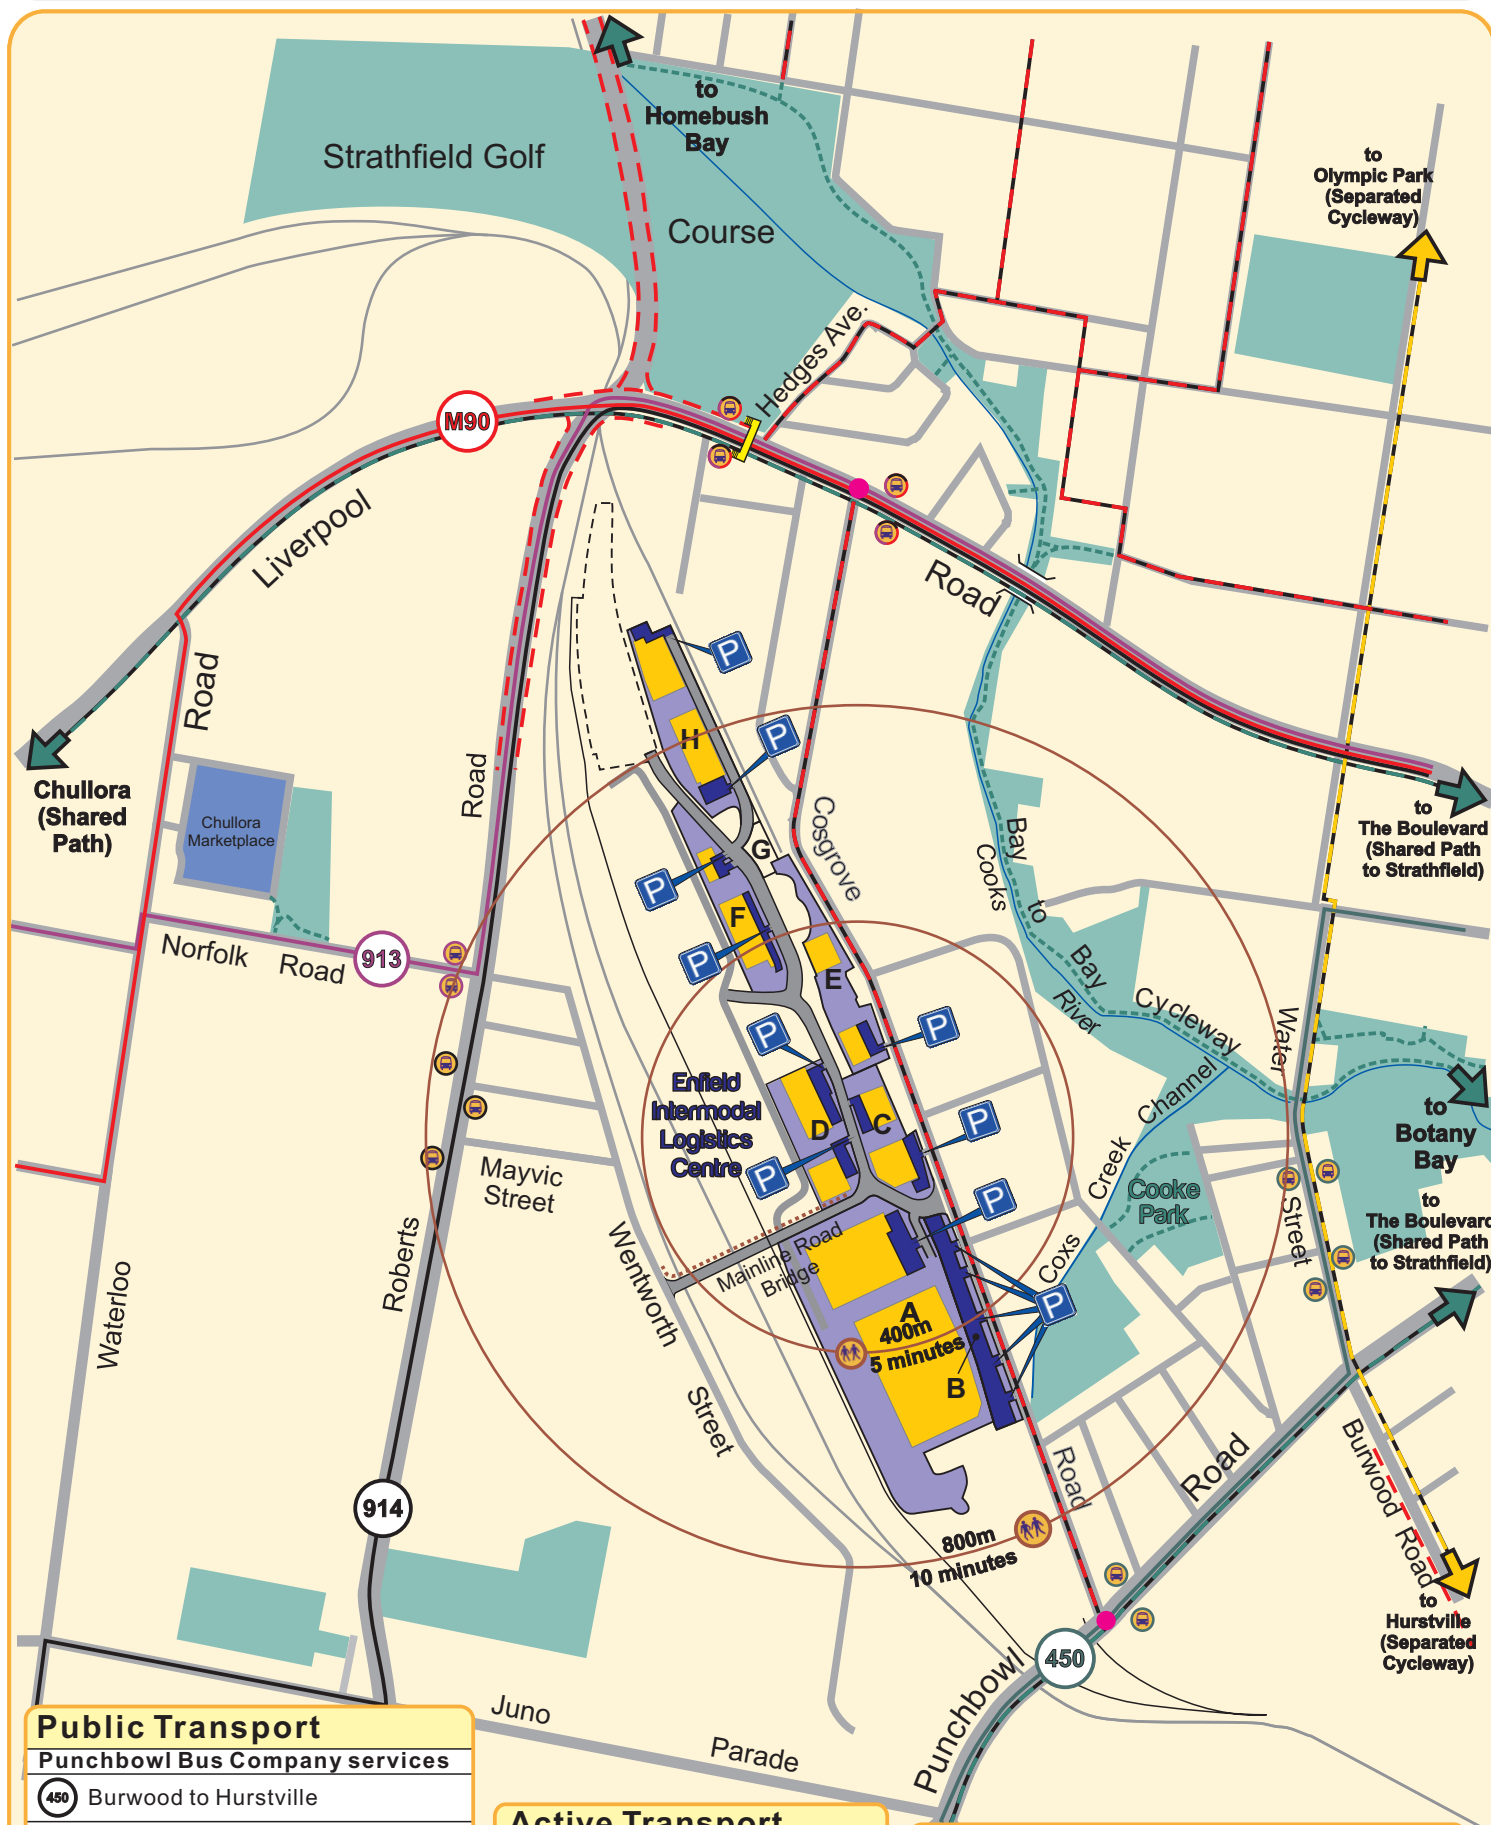 to
Homebush
Bay
Strathfield Golf
Course
to
Olympic Park
(Separated
Cycleway)
Hedges Ave.
M90
Liverpool
Road
Road
P
H
P
Road
Chullora
(Shared
Path)
Chullora
Marketplace
to
The Boulevard
(Shared Path
to Strathfield)
Cosgrove
G
P
F
P
E
Bay
to
Bay
Cycleway
Cooks
River
Norfolk Road
913
P
P
Water
Street
Enfield
Intermodal
Logistics
Centre
D
C
P
P
P
Creek Channel
Coxs
Cooke
Park
to
Botany
Bay
to
The Boulevard
(Shared Path
to Strathfield)
Mayvic
Street
Roberts
Waterloo
Wentworth
Street
Mainline Road
Bridge
P
A
400m
5 minutes
B
Road
Road
Burwood Road
914
800m
10 minutes
to
Hurstville
(Separated
Cycleway)
450
Punchbowl
Juno
Parade
Public Transport
Punchbowl Bus Company services
450 Burwood to Hurstville
Active Transport